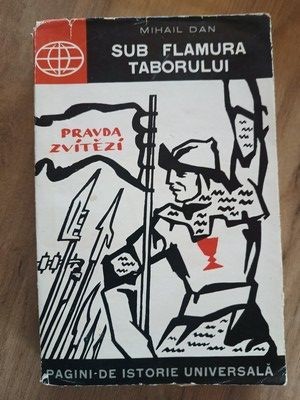 MIHAIL DAN
SUB FLAMURA
TABORULUI
PRAVDA
ZVÍTĚZÍ
PAGINI-DE ISTORIE UNIVERSALĂ